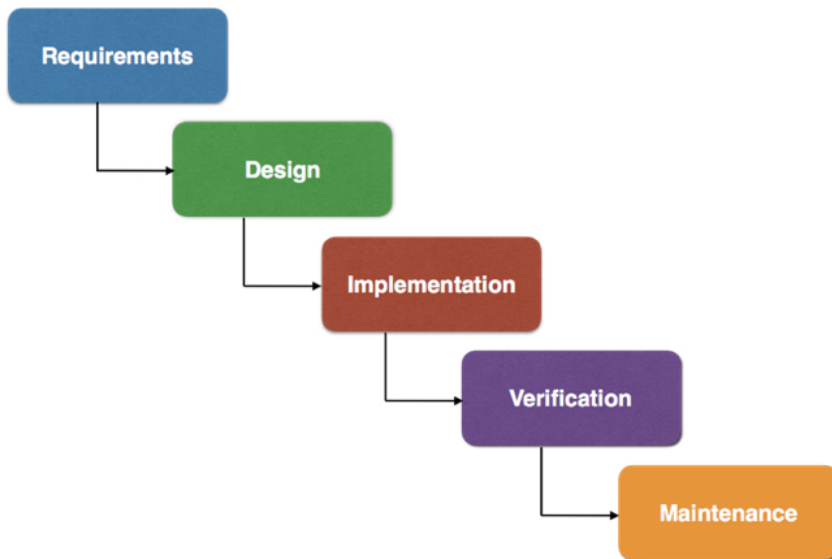 Requirements
Design
Implementation
Verification
Maintenance